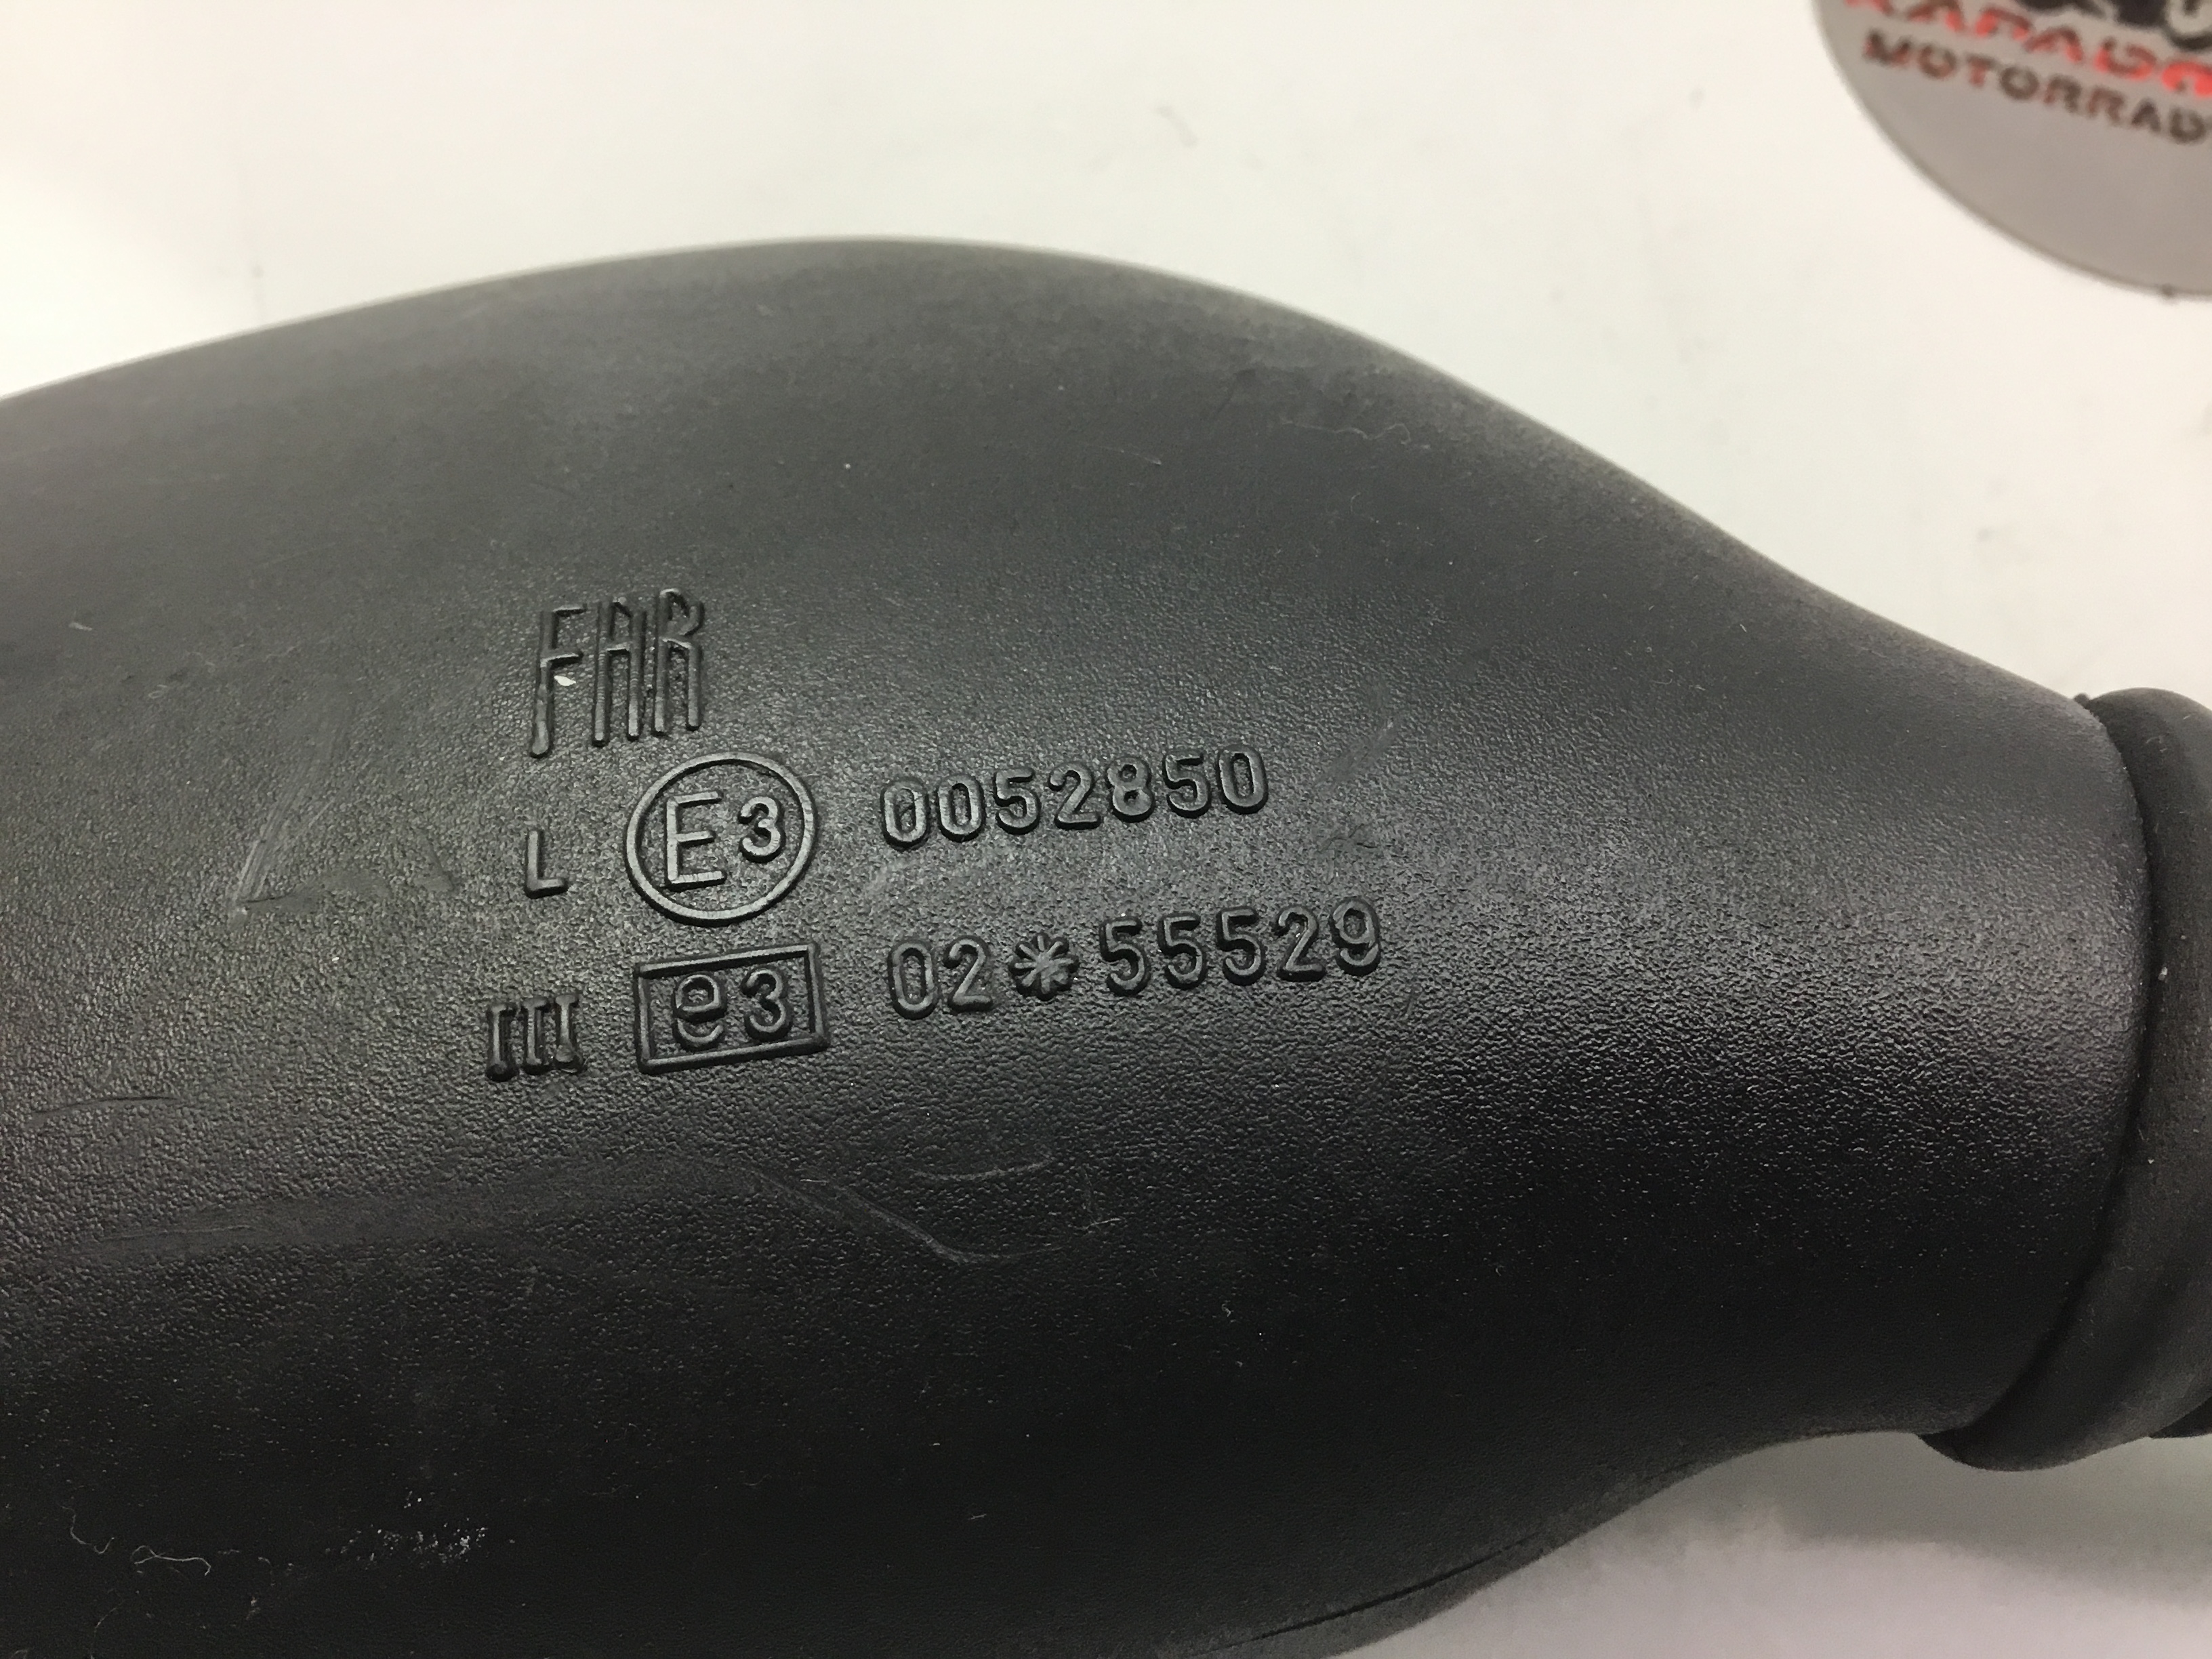 MOTORRAD
FAR
L E3 0052850
III e3 02*55529